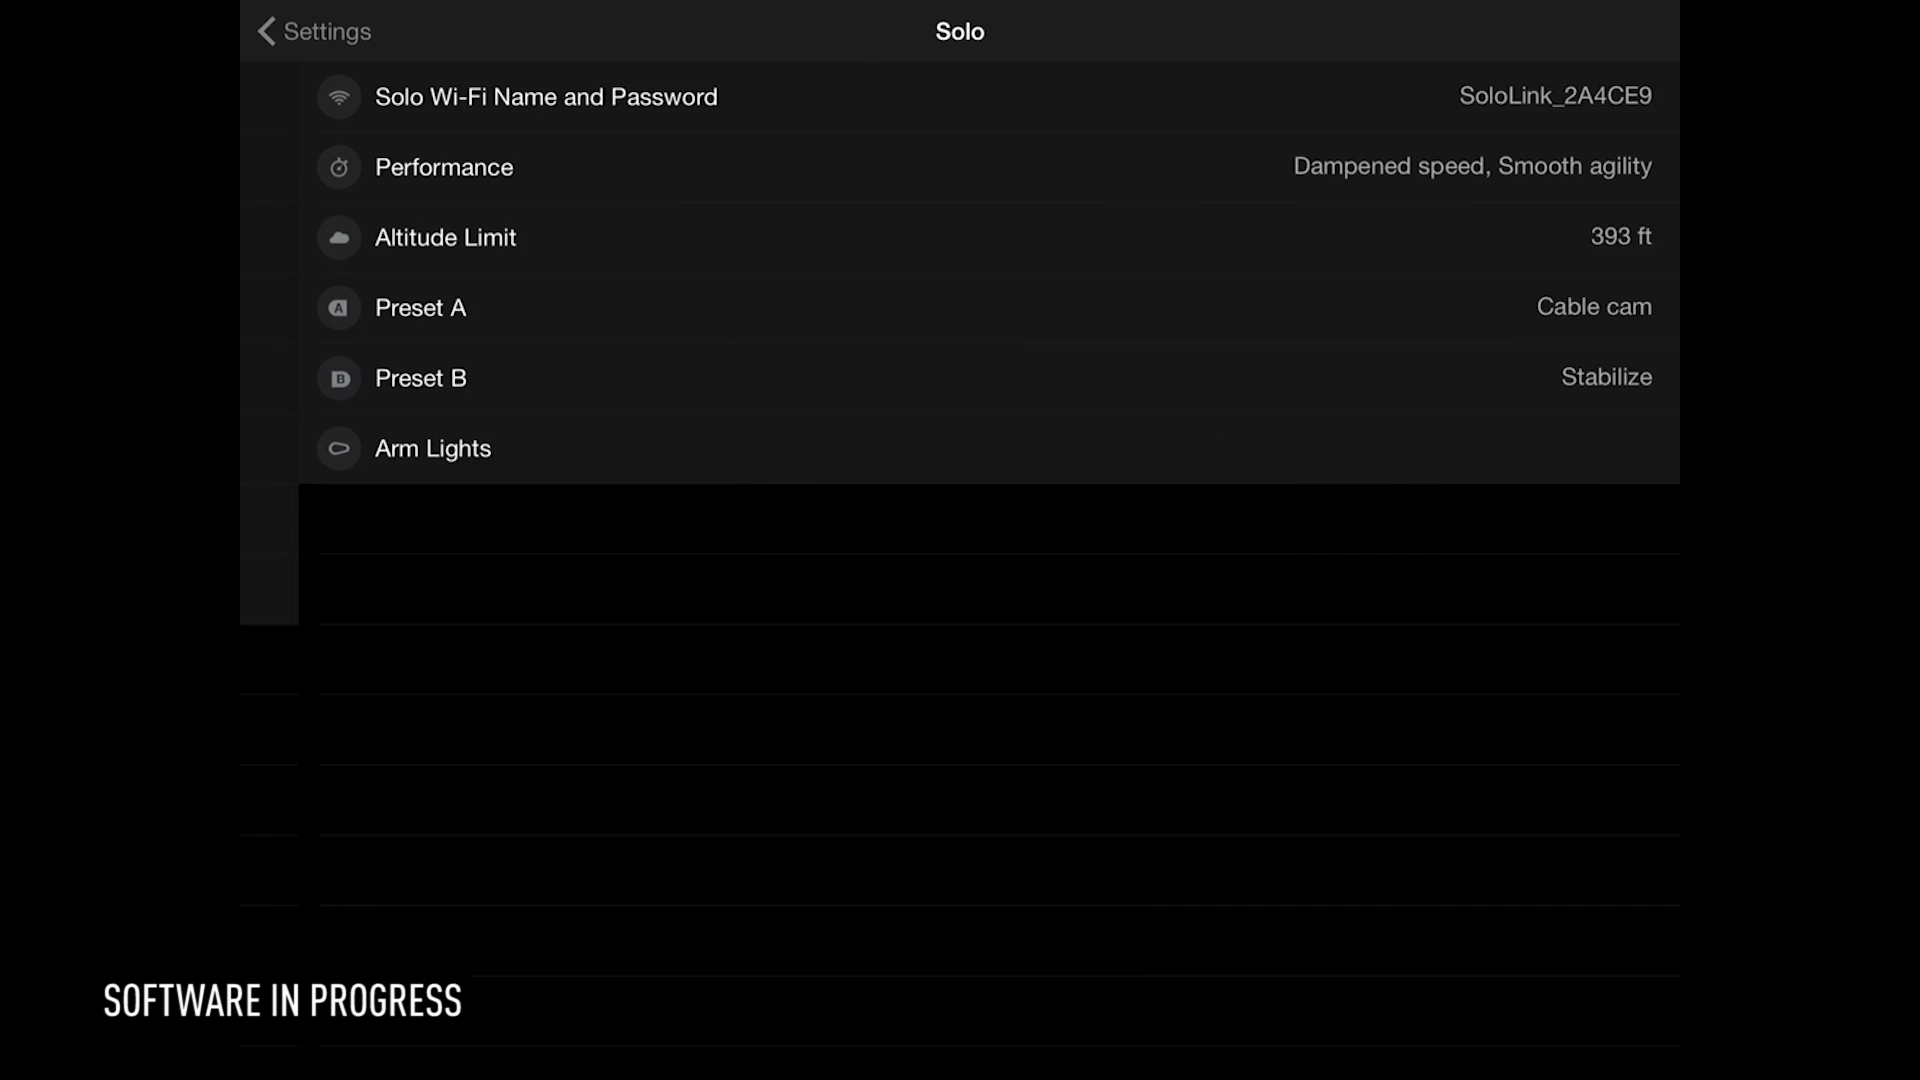 Settings
Solo
Solo Wi-Fi Name and Password SoloLink_2A4CE9
Performance Dampened speed, Smooth agility
Altitude Limit 393 ft
A Preset A Cable cam
B Preset B Stabilize
Arm Lights
SOFTWARE IN PROGRESS